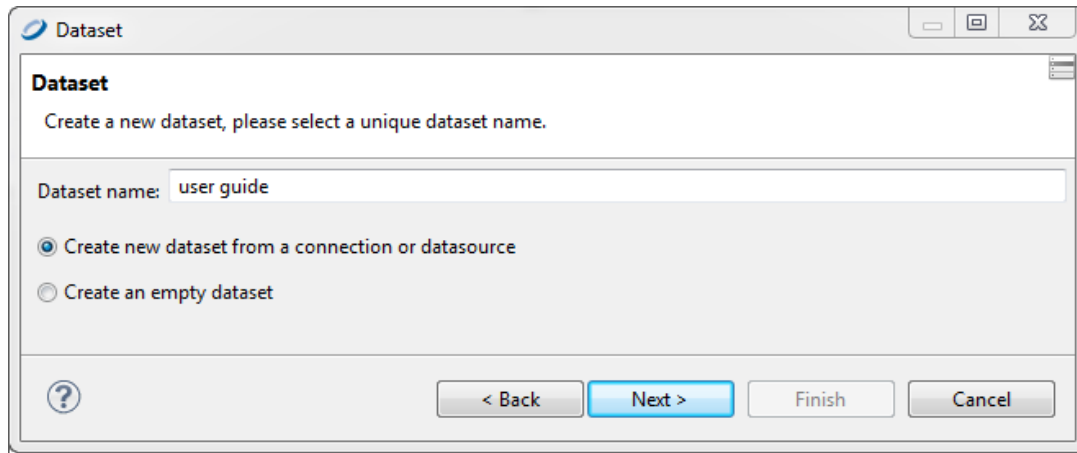 Dataset
Dataset
Create a new dataset, please select a unique dataset name.
Dataset name: user guide
Create new dataset from a connection or datasource
Create an empty dataset
? < Back Next > Finish Cancel